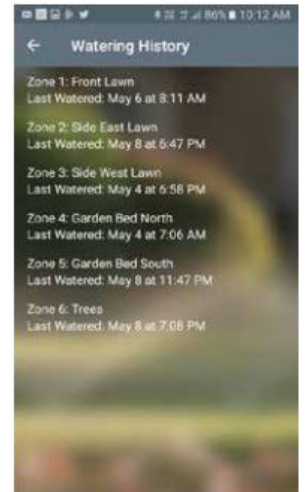 86% 10:12 AM
Watering History
Zone 1: Front Lawn
Last Watered: May 6 at 8:11 AM
Zone 2: Side East Lawn
Last Watered: May 8 at 6:47 PM
Zone 3: Side West Lawn
Last Watered: May 4 at 6:58 PM
Zone 4: Garden Bed North
Last Watered: May 4 at 7:06 AM
Zone 5: Garden Bed South
Last Watered: May 8 at 11:47 PM
Zone 6: Trees
Last Watered: May 8 at 7:08 PM